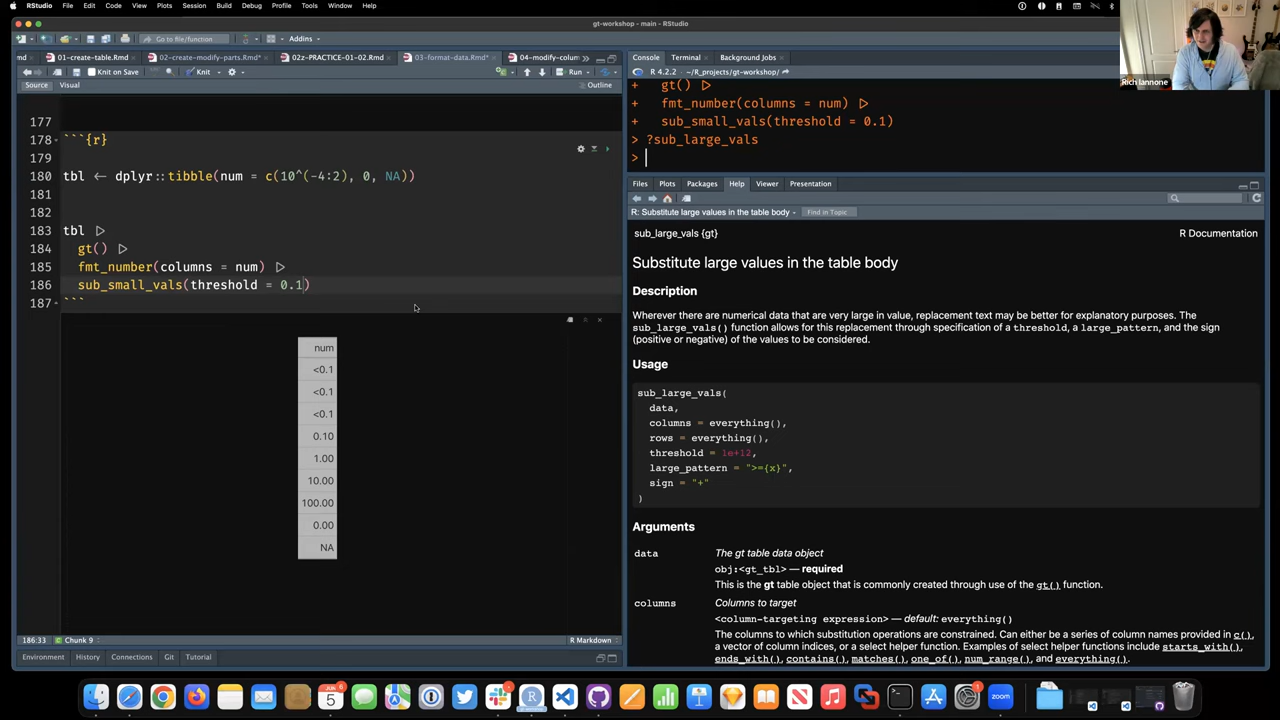 RStudio File Edit Code View Plots Session Build Debug Profile Tools Window Help
gt-workshop - main - RStudio
Go to file/function Addins
md 01-create-table.Rmd 02-create-modify-parts.Rmd* 02z-PRACTICE-01-02.Rmd 03-format-data.Rmd* 04-modify-colum
Knit on Save Knit Run
Source Visual Outline
177
178 ```{r}
179
180 tbl <- dplyr::tibble(num = c(10^(-4:2), 0, NA))
181
182
183 tbl |>
184 gt() |>
185 fmt_number(columns = num) |>
186 sub_small_vals(threshold = 0.1)
187 ```
num
<0.1
<0.1
<0.1
0.10
1.00
10.00
100.00
0.00
NA
186:33 Chunk 9 R Markdown
Environment History Connections Git Tutorial
Console Terminal Background Jobs
R 4.2.2 · ~/R_projects/gt-workshop/
+ gt() |>
+ fmt_number(columns = num) |>
+ sub_small_vals(threshold = 0.1)
> ?sub_large_vals
>
Files Plots Packages Help Viewer Presentation
R: Substitute large values in the table body Find in Topic
sub_large_vals {gt} R Documentation
Substitute large values in the table body
Description
Wherever there are numerical data that are very large in value, replacement text may be better for explanatory purposes. The
sub_large_vals() function allows for this replacement through specification of a threshold, a large_pattern, and the sign
(positive or negative) of the values to be considered.
Usage
sub_large_vals(
data,
columns = everything(),
rows = everything(),
threshold = 1e+12,
large_pattern = ">={x}",
sign = "+"
)
Arguments
data The gt table data object
obj:<gt_tbl> — required
This is the gt table object that is commonly created through use of the gt() function.
columns Columns to target
<column-targeting expression> — default: everything()
The columns to which substitution operations are constrained. Can either be a series of column names provided in c(),
a vector of column indices, or a select helper function. Examples of select helper functions include starts_with(),
ends_with(), contains(), matches(), one_of(), num_range(), and everything().
Rich Iannone
JUN
5
6
1
zoom